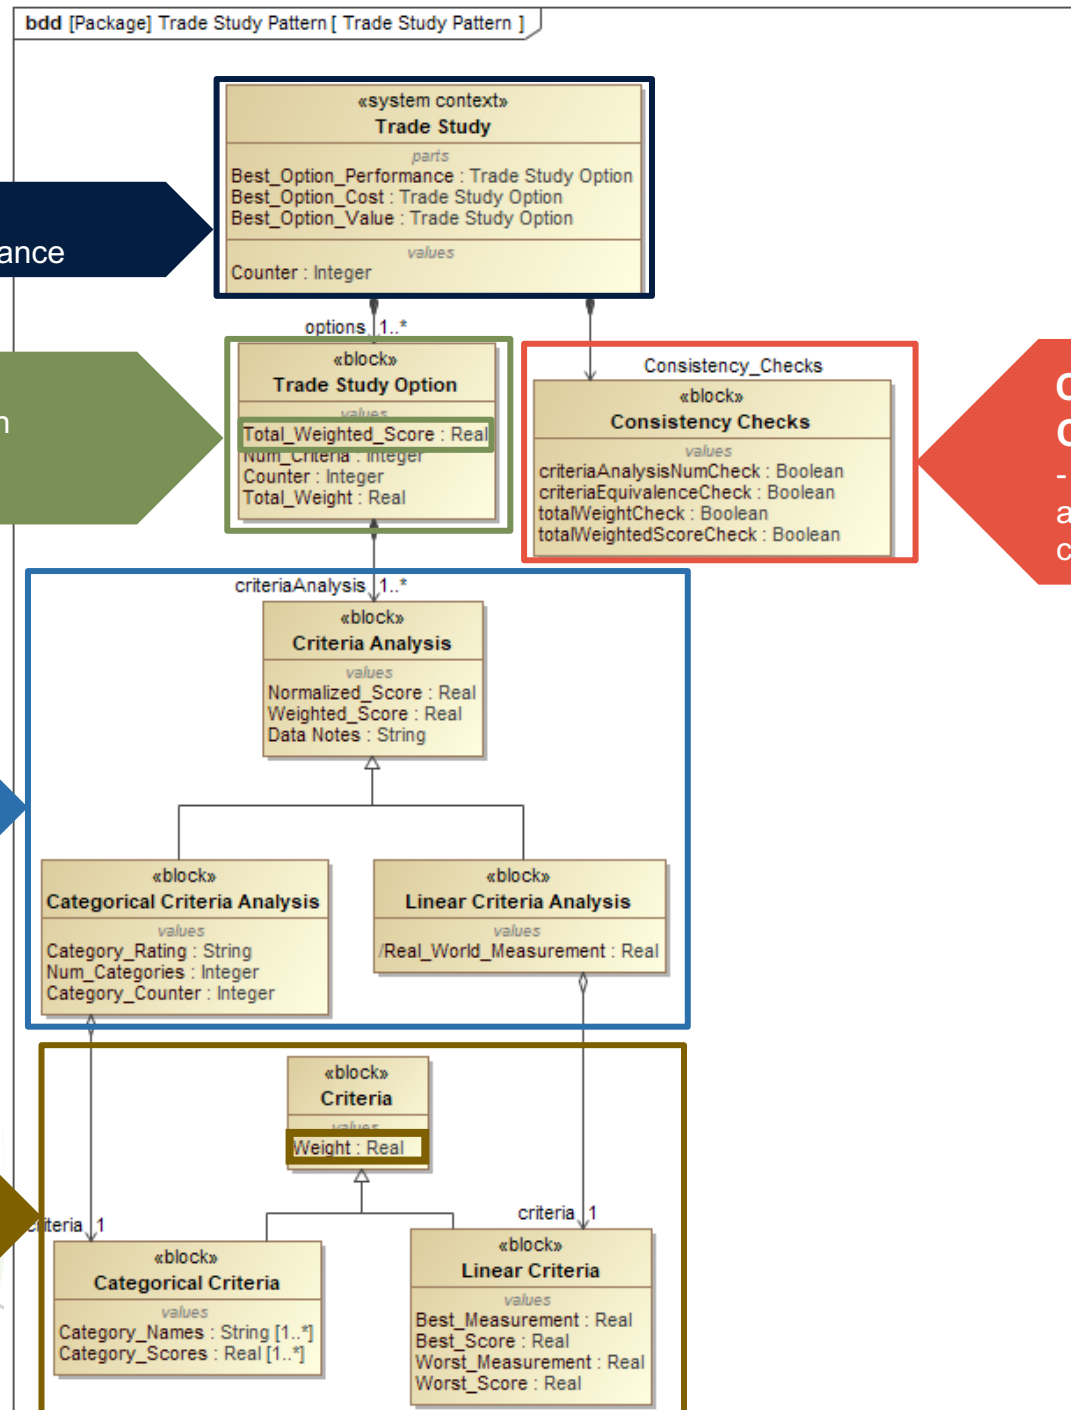 bdd [Package] Trade Study Pattern [ Trade Study Pattern ]
«system context»
Trade Study
parts
Best_Option_Performance : Trade Study Option
Best_Option_Cost : Trade Study Option
Best_Option_Value : Trade Study Option
values
Counter : Integer
ance
options 1..*
«block»
Trade Study Option
values
Total_Weighted_Score : Real
Num_Criteria : Integer
Counter : Integer
Total_Weight : Real
n
Consistency_Checks
«block»
Consistency Checks
values
criteriaAnalysisNumCheck : Boolean
criteriaEquivalenceCheck : Boolean
totalWeightCheck : Boolean
totalWeightedScoreCheck : Boolean
C
C
-
a
c
criteriaAnalysis 1..*
«block»
Criteria Analysis
values
Normalized_Score : Real
Weighted_Score : Real
Data Notes : String
«block»
Categorical Criteria Analysis
values
Category_Rating : String
Num_Categories : Integer
Category_Counter : Integer
«block»
Linear Criteria Analysis
values
/Real_World_Measurement : Real
«block»
Criteria
values
Weight : Real
criteria 1
«block»
Categorical Criteria
values
Category_Names : String [1..*]
Category_Scores : Real [1..*]
criteria 1
«block»
Linear Criteria
values
Best_Measurement : Real
Best_Score : Real
Worst_Measurement : Real
Worst_Score : Real